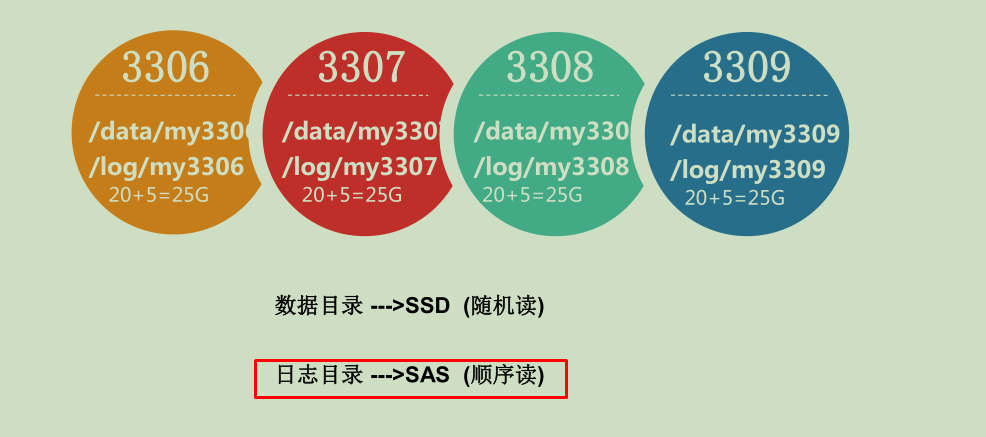 3306
/data/my3306
/log/my3306
20+5=25G
3307
/data/my330
/log/my3307
20+5=25G
3308
/data/my330
/log/my3308
20+5=25G
3309
/data/my3309
/log/my3309
20+5=25G
数据目录 --->SSD (随机读)
日志目录 --->SAS (顺序读)